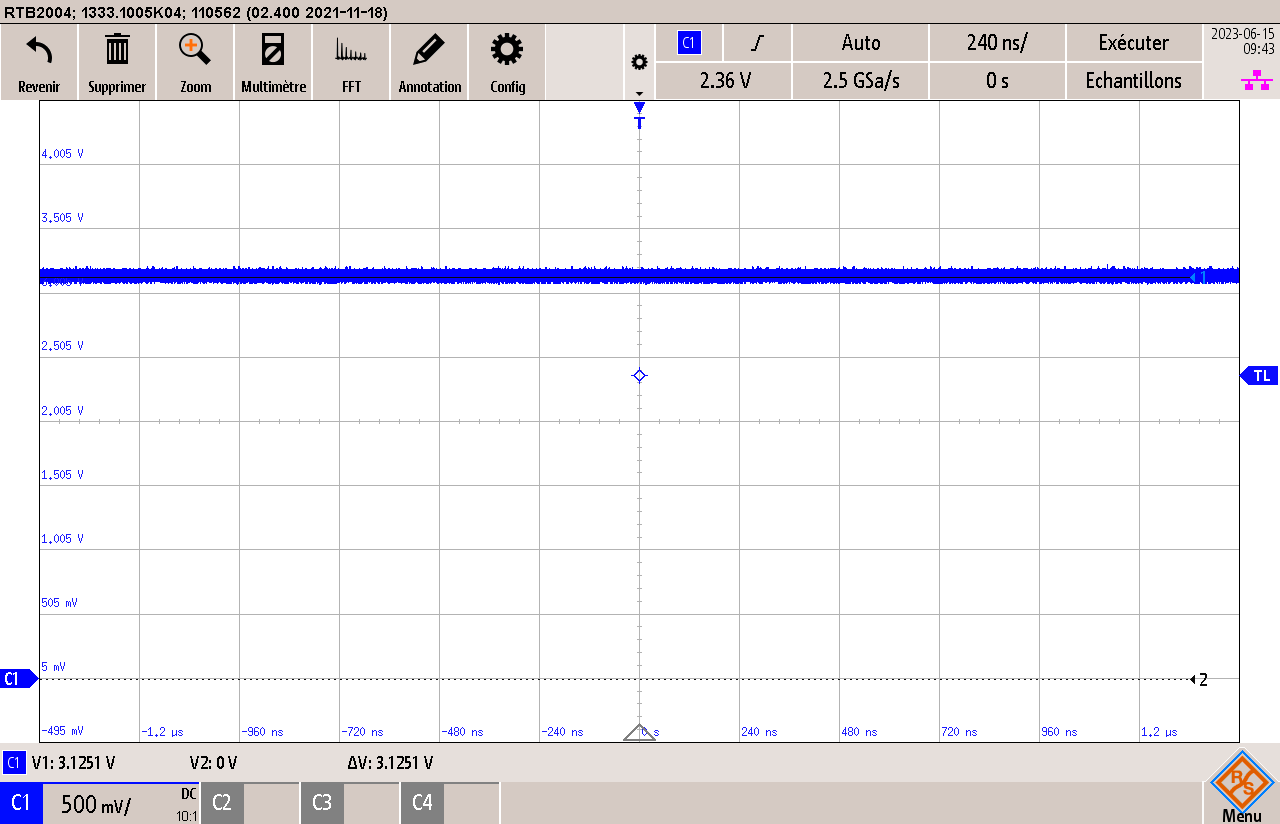 RTB2004; 1333.1005K04; 110562 (02.400 2021-11-18)
Revenir Supprimer Zoom Multimètre FFT Annotation Config
C1 Auto 240 ns/ Exécuter
2.36 V 2.5 GSa/s 0 s Echantillons
2023-06-15
09:43
T
4.005 V
3.505 V
1
2.505 V
TL
2.005 V
1.505 V
1.005 V
505 mV
5 mV
C1 2
-495 mV -1.2 µs -960 ns -720 ns -480 ns -240 ns 0 s 240 ns 480 ns 720 ns 960 ns 1.2 µs
C1 V1: 3.1251 V V2: 0 V ΔV: 3.1251 V
C1 500 mV/ DC 10:1 C2 C3 C4
R S
Menu